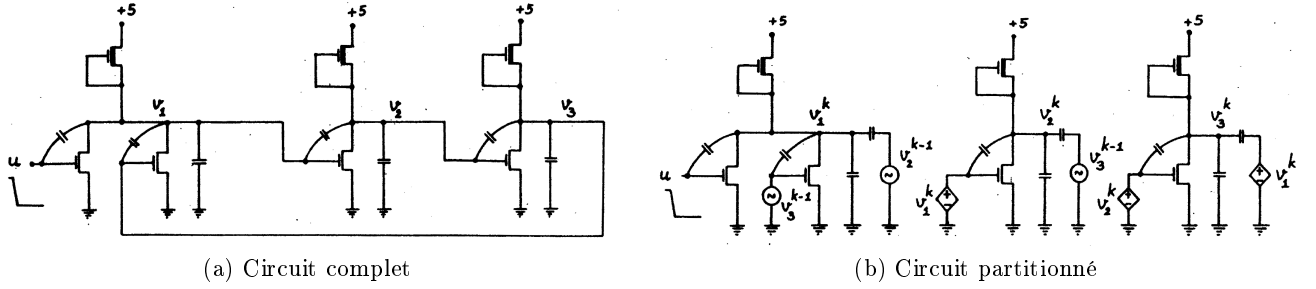 +5
+5
+5
v₁
v₂
v₃
u
(a) Circuit complet
+5
+5
+5
v₁ᵏ
v₂ᵏ
v₃ᵏ
u
v₂ᵏ⁻¹
v₃ᵏ⁻¹
v₃ᵏ⁻¹
v₁ᵏ
v₂ᵏ
v₁ᵏ
(b) Circuit partitionné